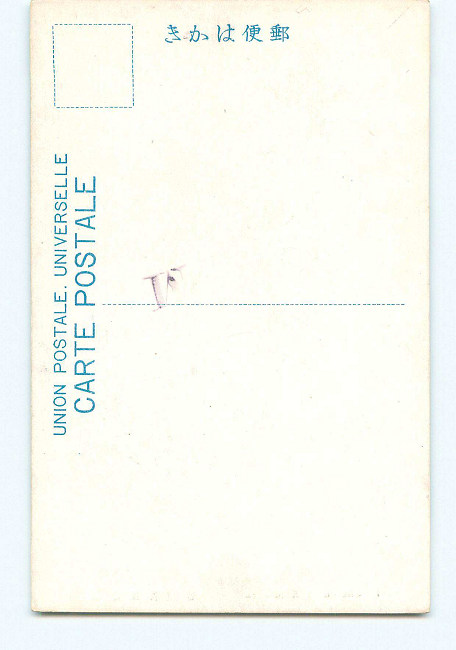 郵便はかき
UNION POSTALE. UNIVERSELLE
CARTE POSTALE